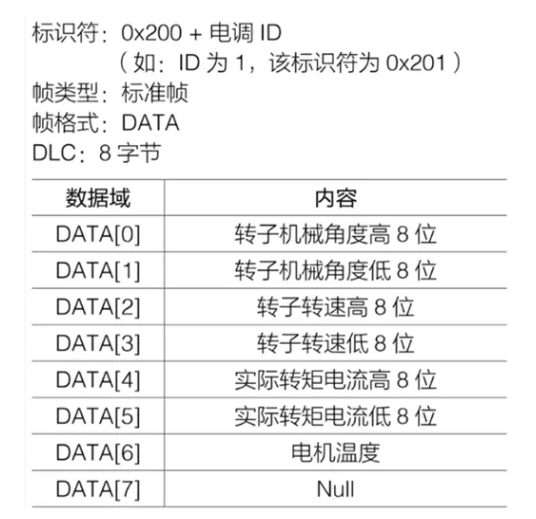 标识符：0x200 + 电调 ID
（如：ID 为 1，该标识符为 0x201）
帧类型：标准帧
帧格式：DATA
DLC：8 字节
数据域 内容
DATA[0] 转子机械角度高 8 位
DATA[1] 转子机械角度低 8 位
DATA[2] 转子转速高 8 位
DATA[3] 转子转速低 8 位
DATA[4] 实际转矩电流高 8 位
DATA[5] 实际转矩电流低 8 位
DATA[6] 电机温度
DATA[7] Null